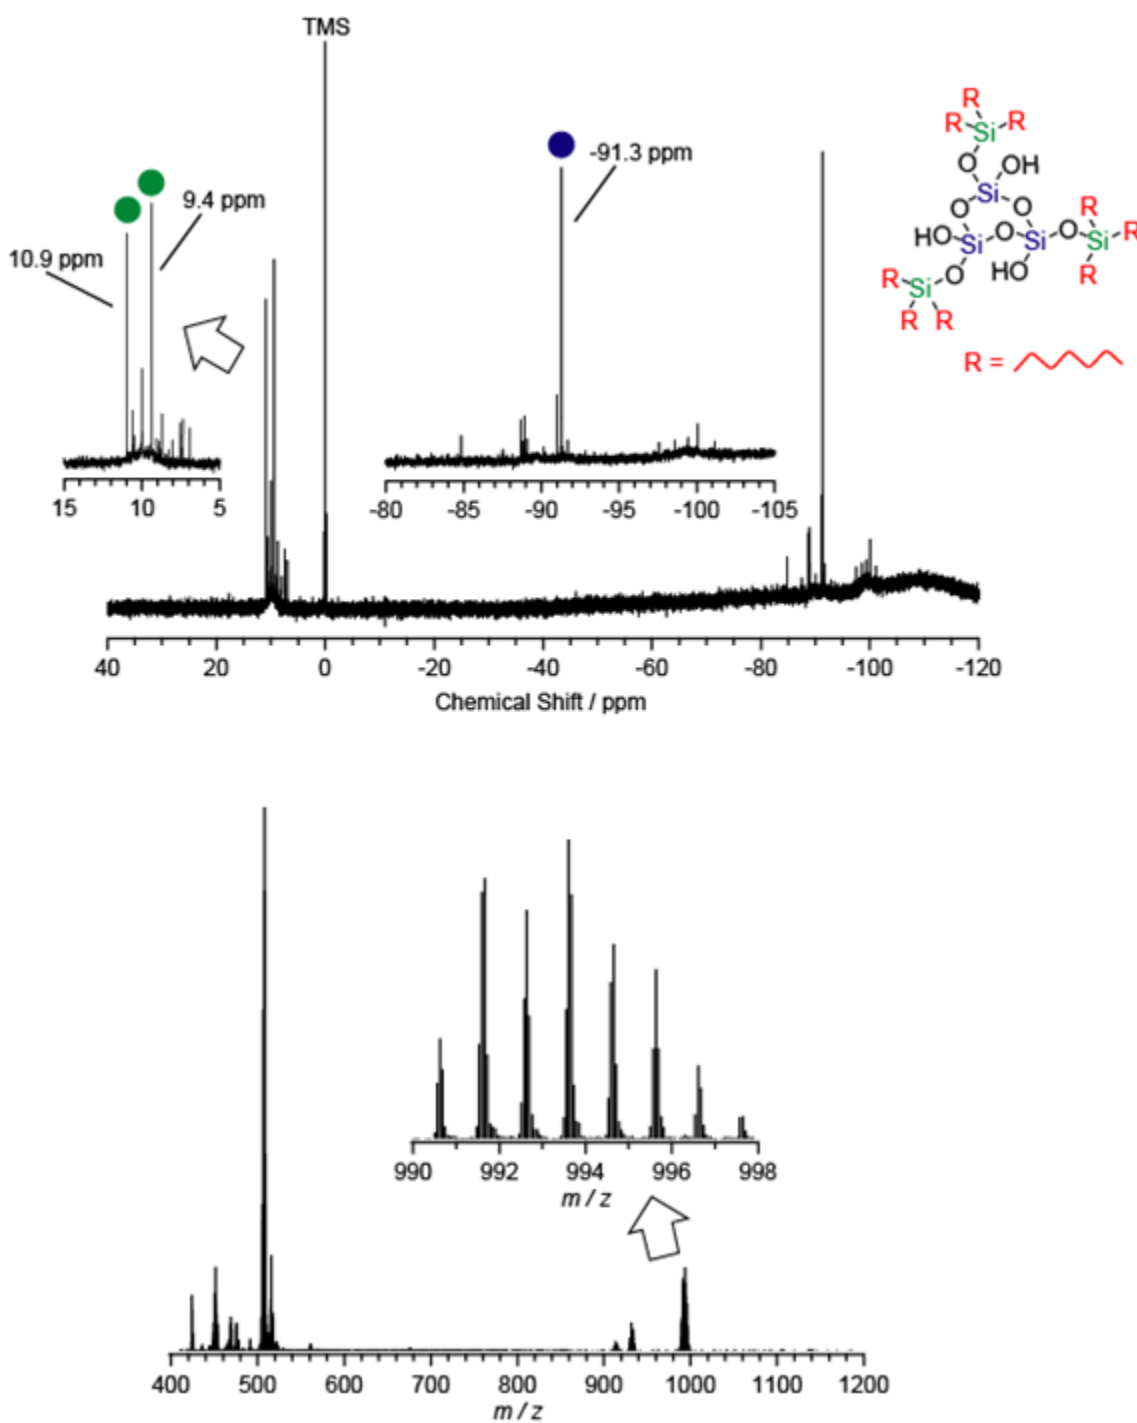 TMS
9.4 ppm
10.9 ppm
-91.3 ppm
15 10 5
-80 -85 -90 -95 -100 -105
40 20 0 -20 -40 -60 -80 -100 -120
Chemical Shift / ppm
R
R R
Si
O OH
Si
O O R
HO Si O Si O Si R
R O HO R
Si
R R
R =
990 992 994 996 998
m / z
400 500 600 700 800 900 1000 1100 1200
m / z